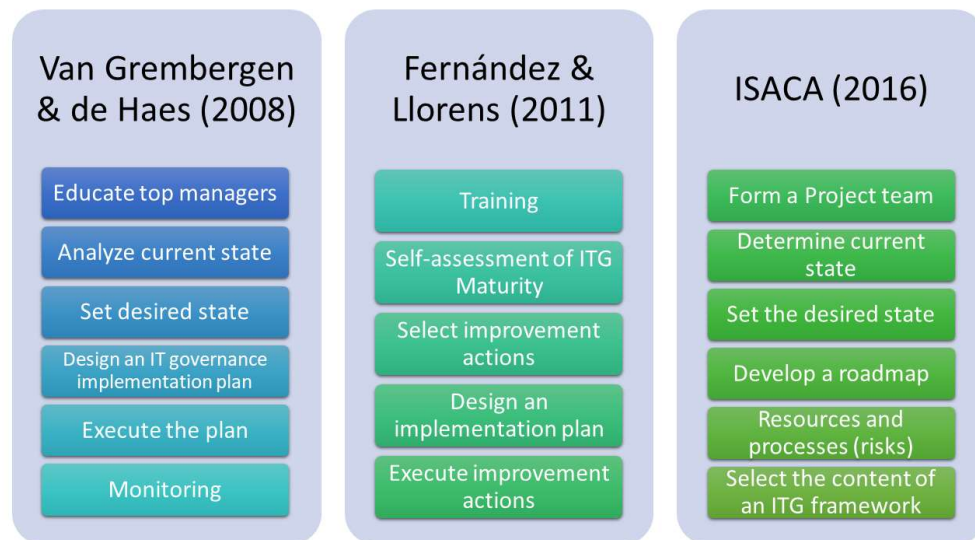 Van Grembergen
& de Haes (2008)
Educate top managers
Analyze current state
Set desired state
Design an IT governance
implementation plan
Execute the plan
Monitoring
Fernández &
Llorens (2011)
Training
Self-assessment of ITG
Maturity
Select improvement
actions
Design an
implementation plan
Execute improvement
actions
ISACA (2016)
Form a Project team
Determine current
state
Set the desired state
Develop a roadmap
Resources and
processes (risks)
Select the content of
an ITG framework